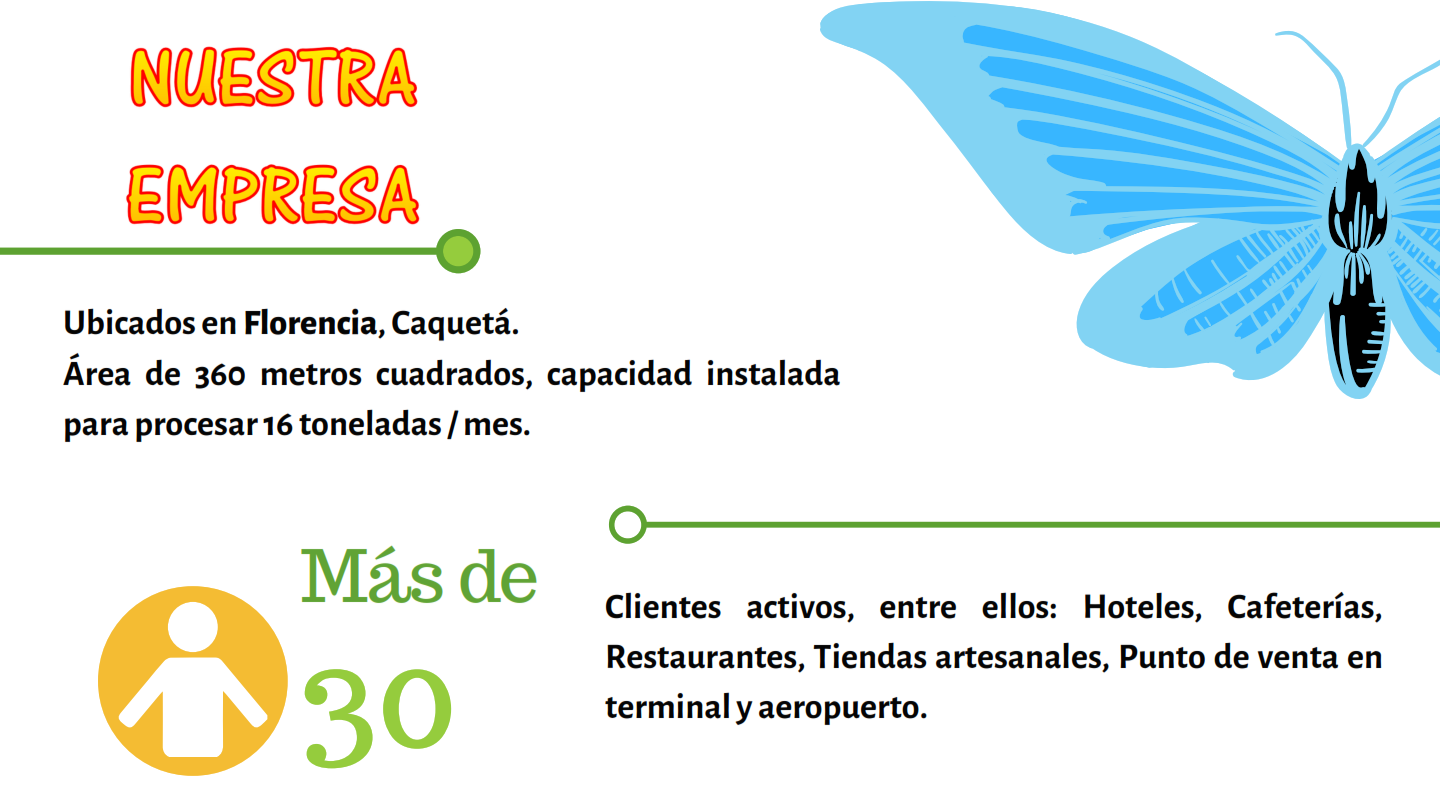 NUESTRA
EMPRESA
Ubicados en Florencia, Caquetá.
Área de 360 metros cuadrados, capacidad instalada
para procesar 16 toneladas / mes.
Más de
30
Clientes activos, entre ellos: Hoteles, Cafeterías,
Restaurantes, Tiendas artesanales, Punto de venta en
terminal y aeropuerto.